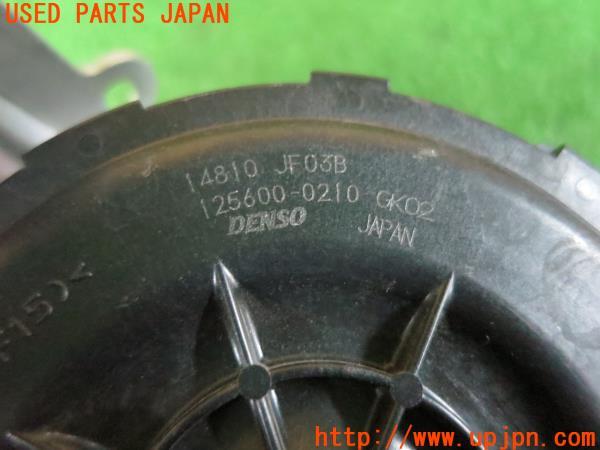 USED PARTS JAPAN
14810 JF03B
125600-0210 GK02
DENSO JAPAN
http://www.upjpn.com